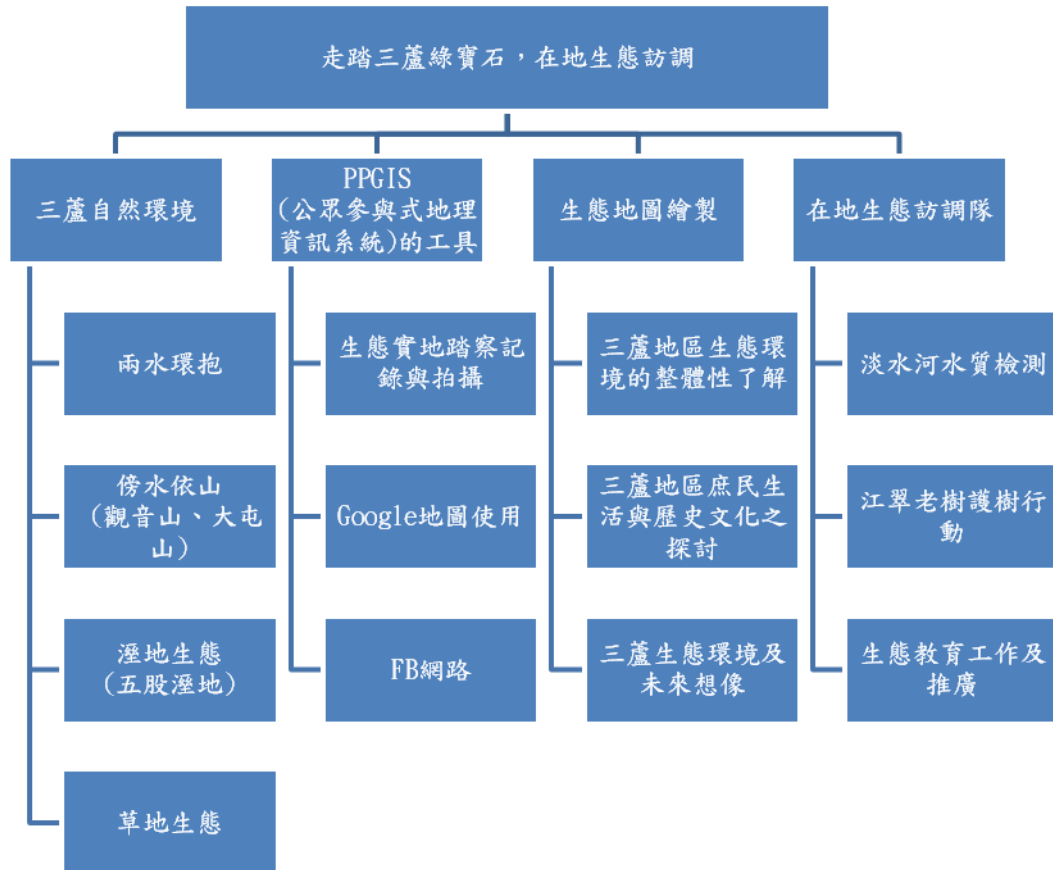 走踏三蘆綠寶石，在地生態訪調
三蘆自然環境
兩水環抱
傍水依山
(觀音山、大屯
山)
溼地生態
(五股溼地)
草地生態
PPGIS
(公眾參與式地理
資訊系統)的工具
生態實地踏察記
錄與拍攝
Google地圖使用
FB網路
生態地圖繪製
三蘆地區生態環
境的整體性了解
三蘆地區庶民生
活與歷史文化之
探討
三蘆生態環境及
未來想像
在地生態訪調隊
淡水河水质檢測
江翠老樹護樹行
動
生態教育工作及
推廣